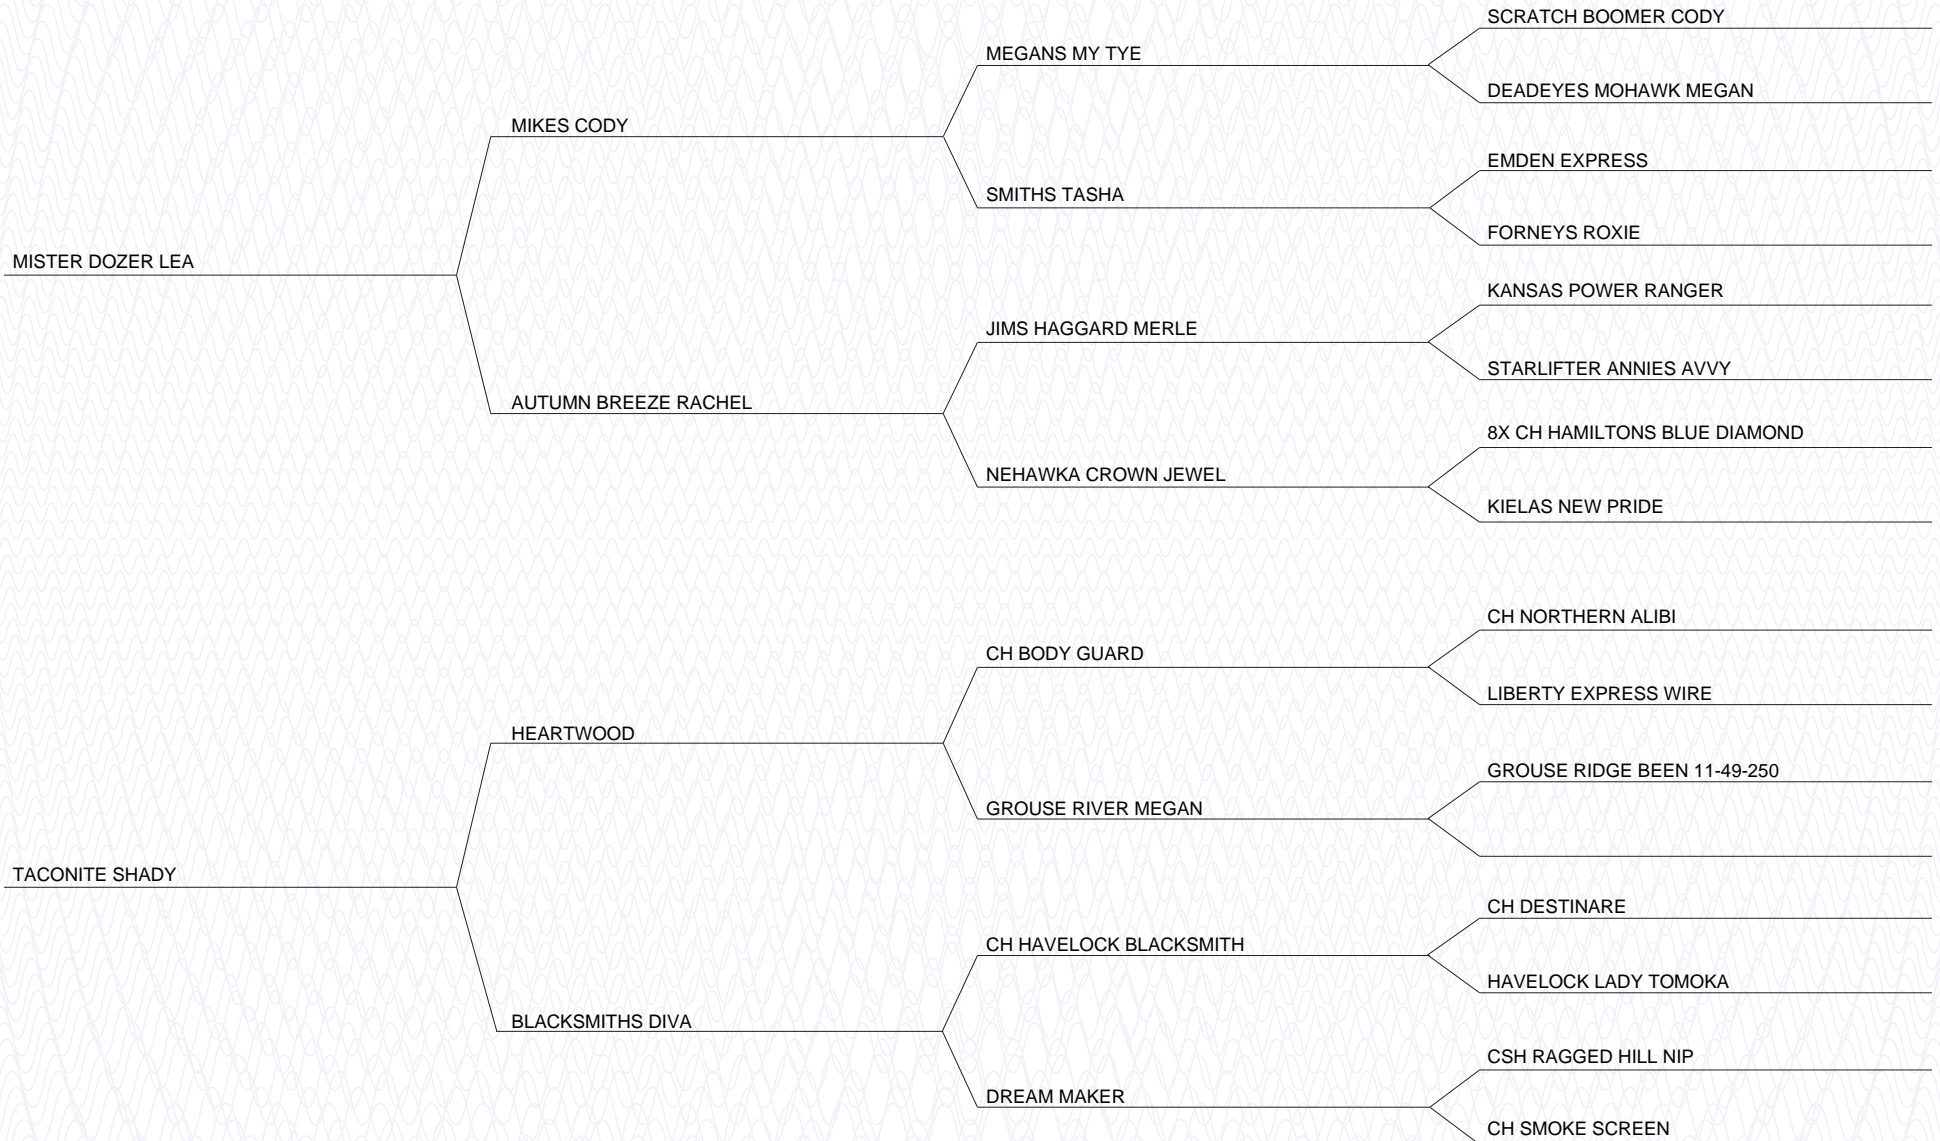 SCRATCH BOOMER CODY
MEGANS MY TYE
DEADEYES MOHAWK MEGAN
MIKES CODY
EMDEN EXPRESS
SMITHS TASHA
FORNEYS ROXIE
MISTER DOZER LEA
KANSAS POWER RANGER
JIMS HAGGARD MERLE
STARLIFTER ANNIES AVVY
AUTUMN BREEZE RACHEL
8X CH HAMILTONS BLUE DIAMOND
NEHAWKA CROWN JEWEL
KIELAS NEW PRIDE
CH NORTHERN ALIBI
CH BODY GUARD
LIBERTY EXPRESS WIRE
HEARTWOOD
GROUSE RIDGE BEEN 11-49-250
GROUSE RIVER MEGAN
TACONITE SHADY
CH DESTINARE
CH HAVELOCK BLACKSMITH
HAVELOCK LADY TOMOKA
BLACKSMITHS DIVA
CSH RAGGED HILL NIP
DREAM MAKER
CH SMOKE SCREEN